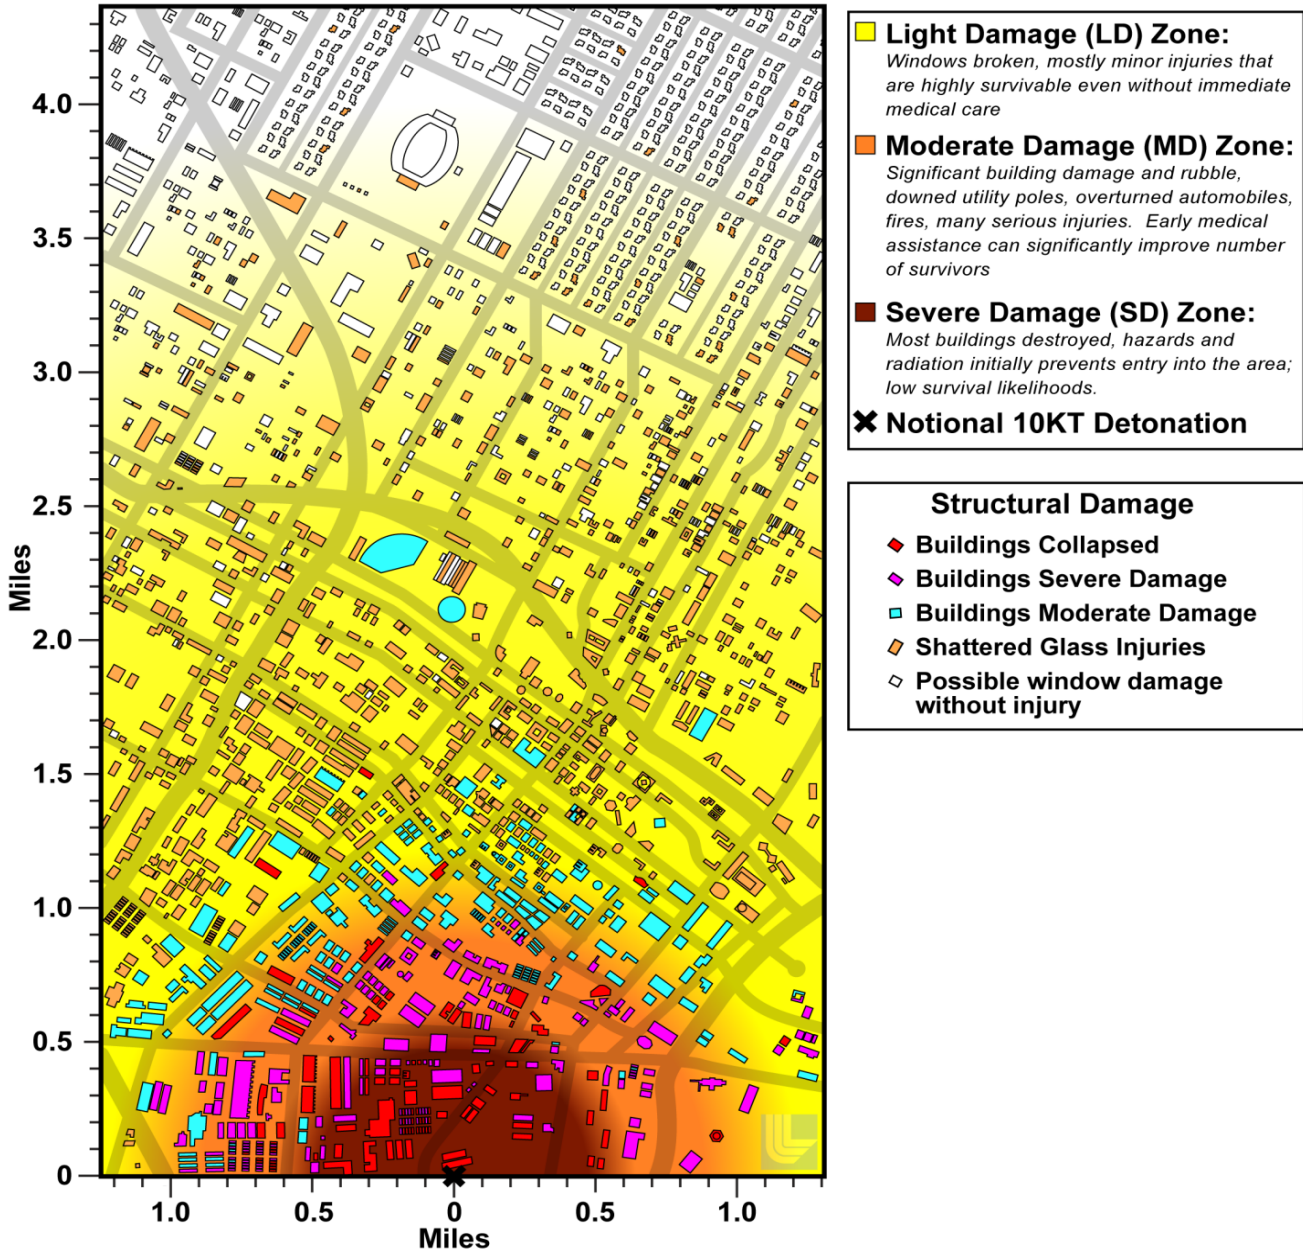 Light Damage (LD) Zone:
Windows broken, mostly minor injuries that
are highly survivable even without immediate
medical care
Moderate Damage (MD) Zone:
Significant building damage and rubble,
downed utility poles, overturned automobiles,
fires, many serious injuries. Early medical
assistance can significantly improve number
of survivors
Severe Damage (SD) Zone:
Most buildings destroyed, hazards and
radiation initially prevents entry into the area;
low survival likelihoods.
Notional 10KT Detonation
Structural Damage
Buildings Collapsed
Buildings Severe Damage
Buildings Moderate Damage
Shattered Glass Injuries
Possible window damage
without injury
4.0
3.5
3.0
2.5
2.0
1.5
1.0
0.5
0
Miles
1.0 0.5 0 0.5 1.0
Miles